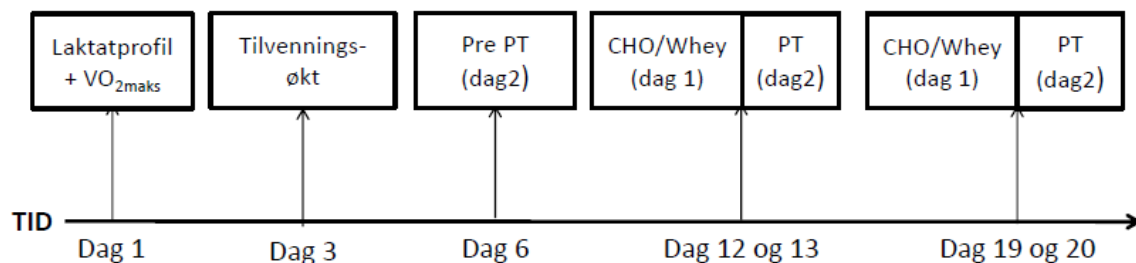 Laktatprofil
+ VO2maks
Tilvennings-
økt
Pre PT
(dag2)
CHO/Whey
(dag 1)
PT
(dag2)
CHO/Whey
(dag 1)
PT
(dag2)
TID
Dag 1
Dag 3
Dag 6
Dag 12 og 13
Dag 19 og 20